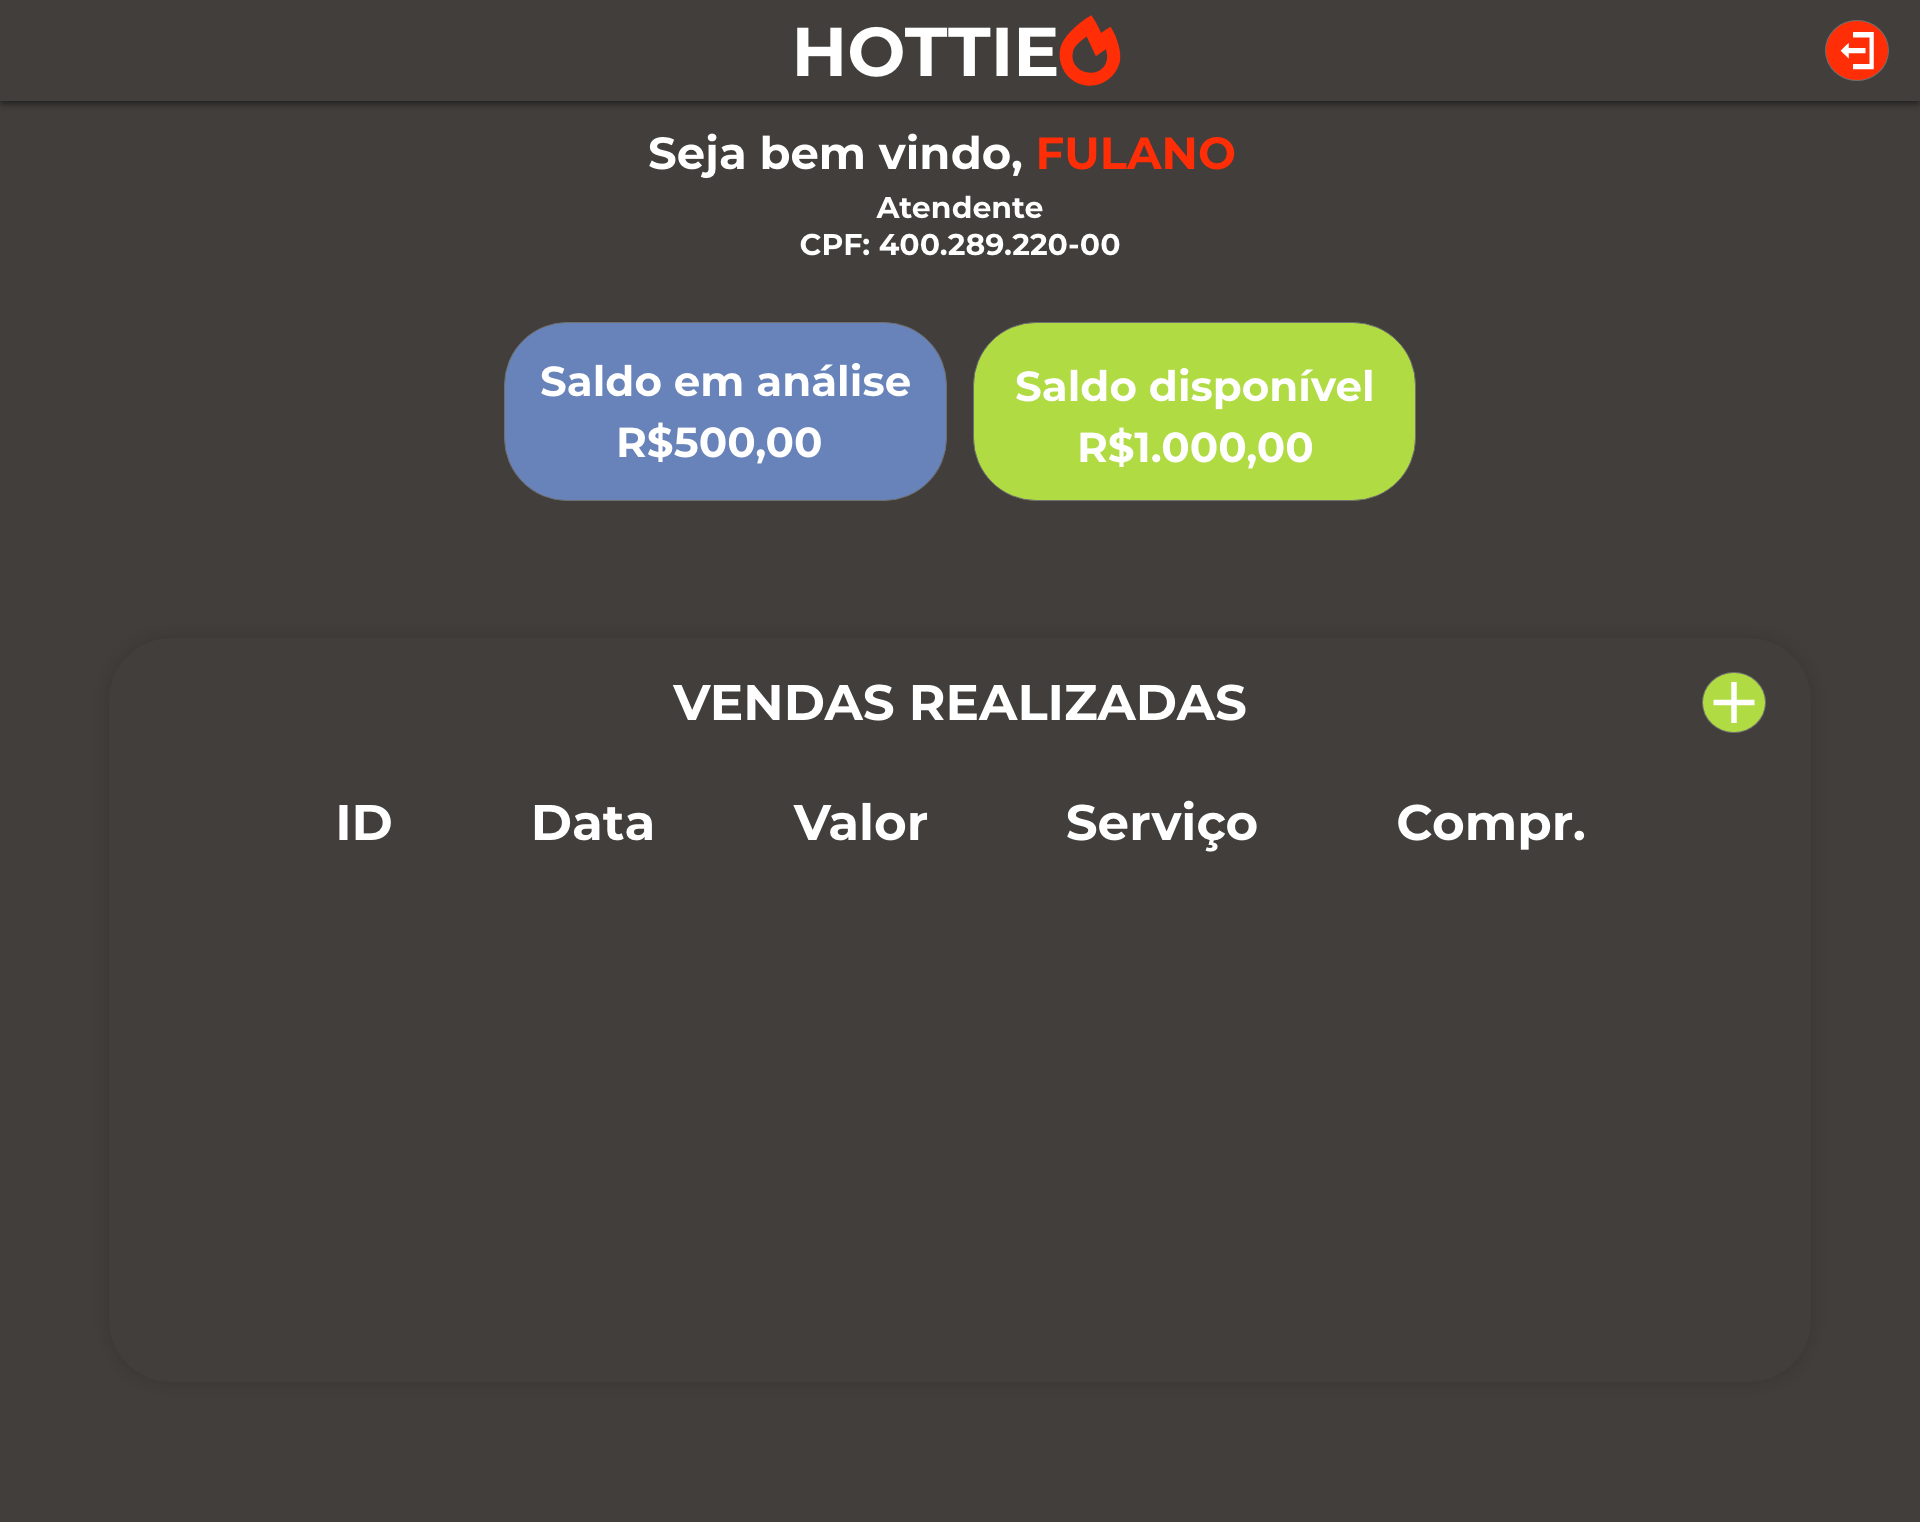 HOTTIE
Seja bem vindo, FULANO
Atendente
CPF: 400.289.220-00
Saldo em análise
R$500,00
Saldo disponível
R$1.000,00
VENDAS REALIZADAS
ID Data Valor Serviço Compr.